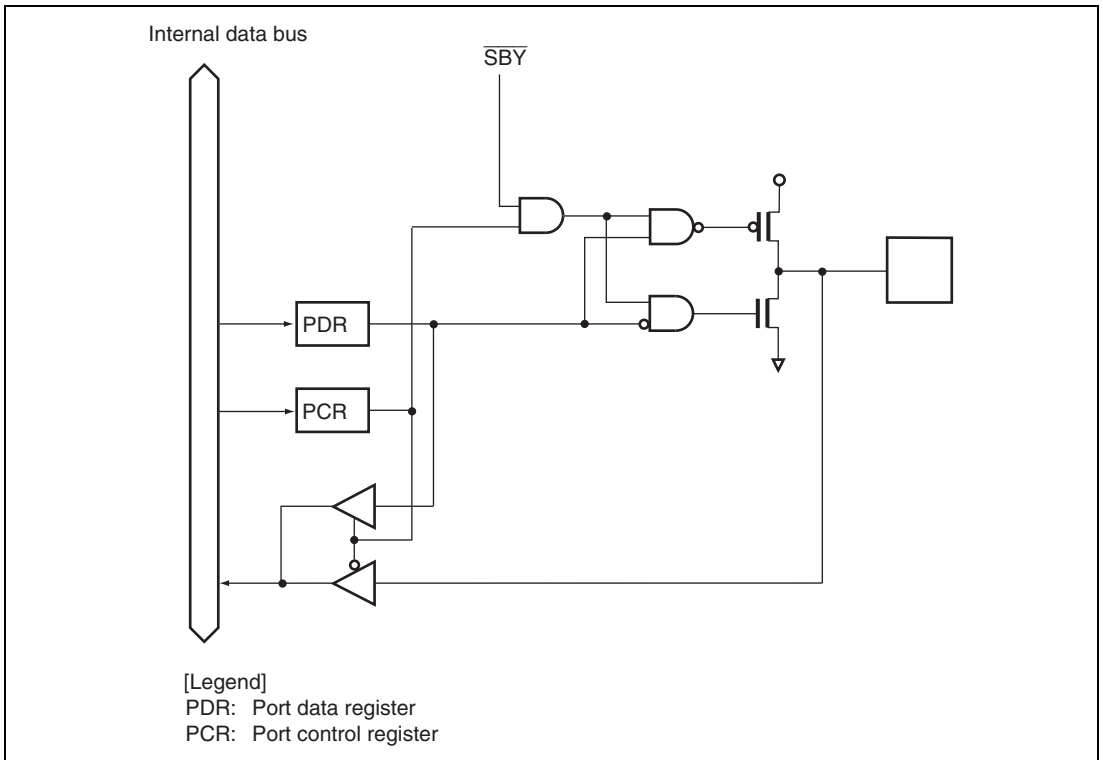 Internal data bus
SBY
PDR
PCR
[Legend]
PDR: Port data register
PCR: Port control register